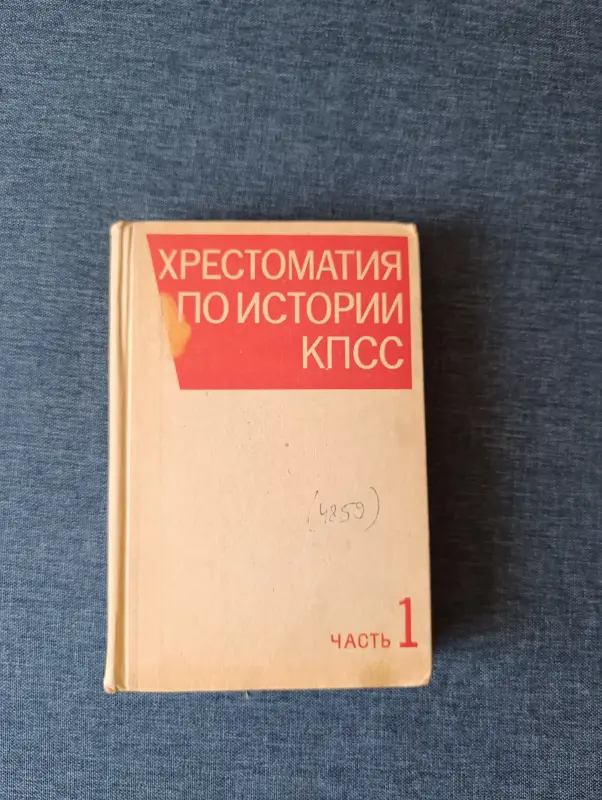 ХРЕСТОМАТИЯ
ПО ИСТОРИИ
КПСС
(4859)
ЧАСТЬ 1